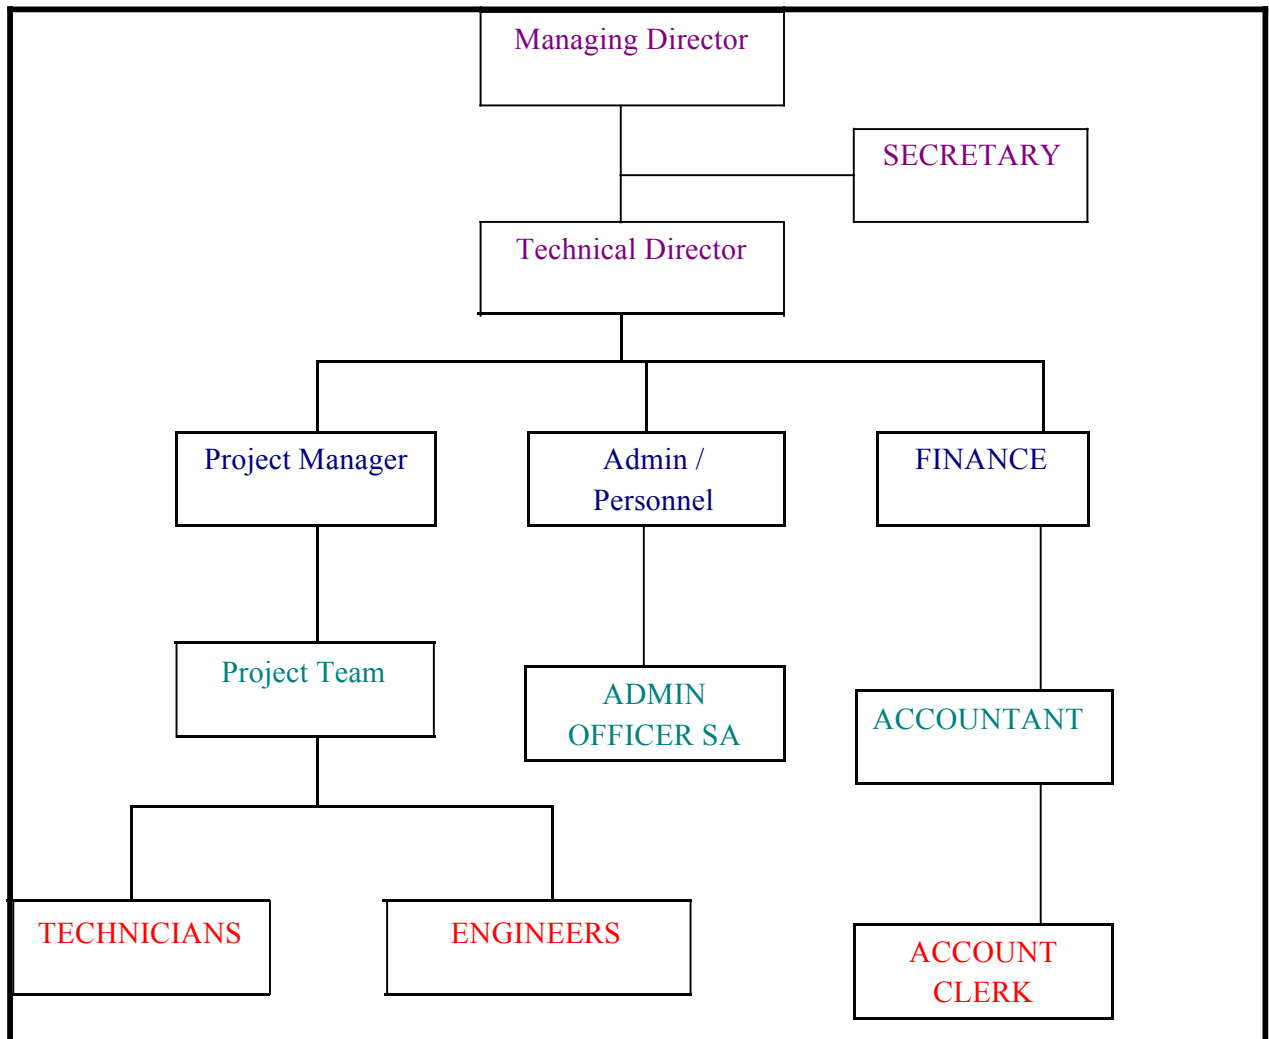 Managing Director
SECRETARY
Technical Director
Project Manager
Admin /
Personnel
FINANCE
Project Team
ADMIN
OFFICER SA
ACCOUNTANT
TECHNICIANS
ENGINEERS
ACCOUNT
CLERK